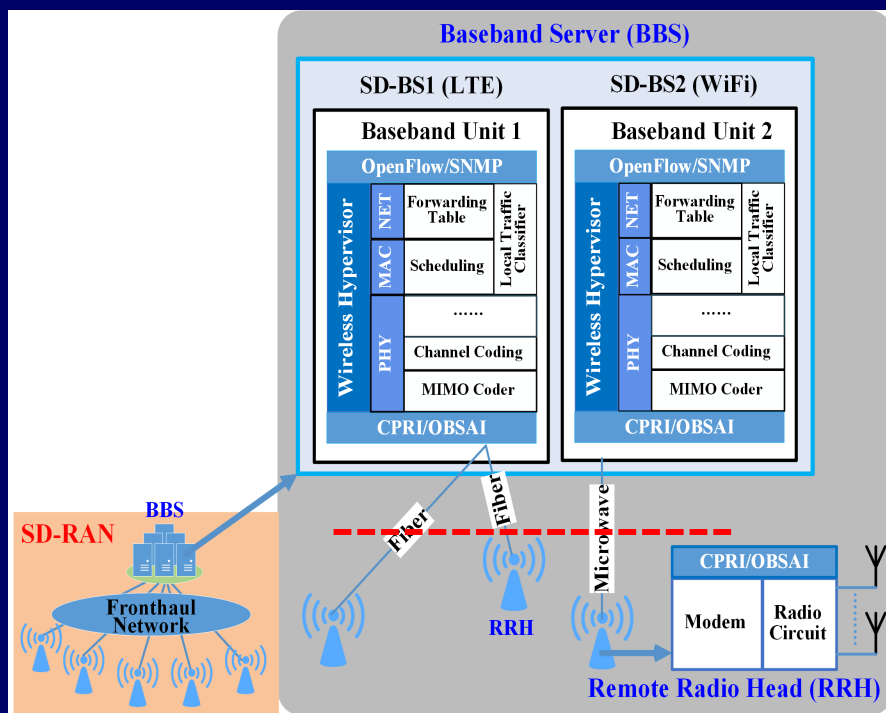 Baseband Server (BBS)
SD-BS1 (LTE)
SD-BS2 (WiFi)
Baseband Unit 1
OpenFlow/SNMP
Wireless Hypervisor
NET
Forwarding
Table
Local Traffic
Classifier
MAC
Scheduling
PHY
......
Channel Coding
MIMO Coder
CPRI/OBSAI
Baseband Unit 2
OpenFlow/SNMP
Wireless Hypervisor
NET
Forwarding
Table
Local Traffic
Classifier
MAC
Scheduling
PHY
......
Channel Coding
MIMO Coder
CPRI/OBSAI
Fiber
Fiber
Microwave
BBS
SD-RAN
Fronthaul
Network
RRH
CPRI/OBSAI
Modem
Radio
Circuit
Remote Radio Head (RRH)